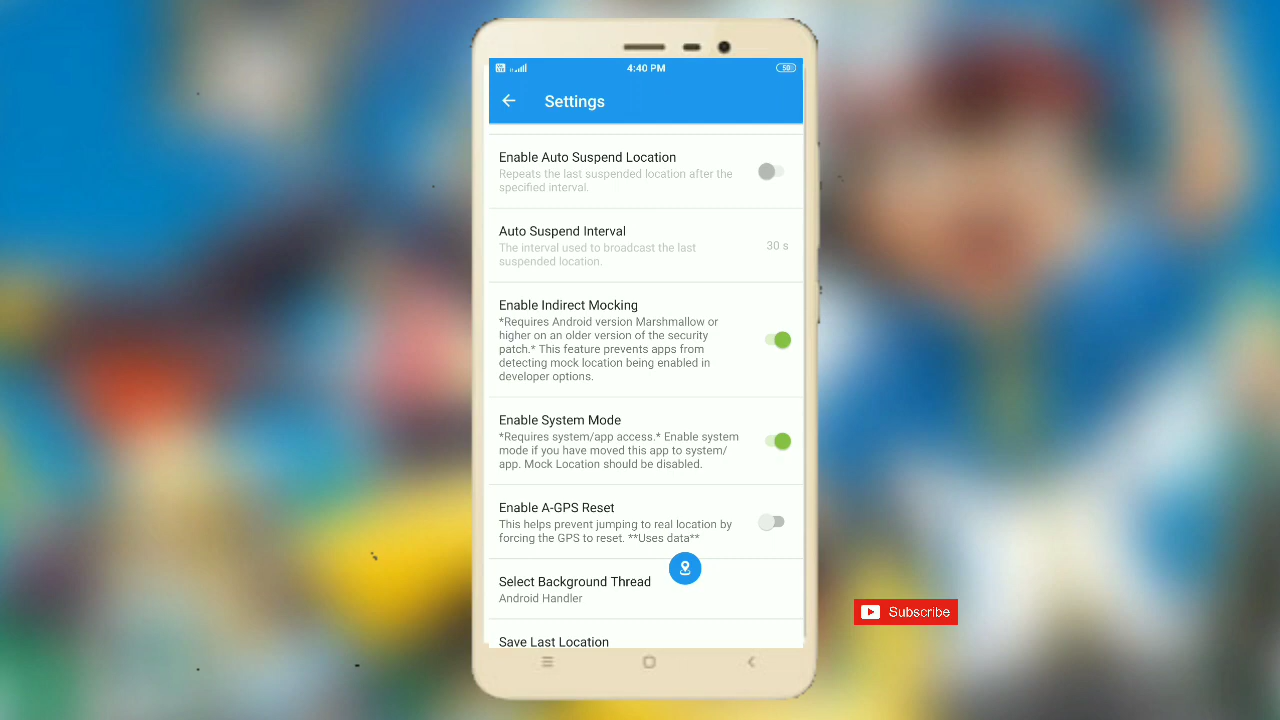 4:40 PM
50
Settings
Enable Auto Suspend Location
Repeats the last suspended location after the
specified interval.
Auto Suspend Interval
The interval used to broadcast the last
suspended location.
30 s
Enable Indirect Mocking
*Requires Android version Marshmallow or
higher on an older version of the security
patch.* This feature prevents apps from
detecting mock location being enabled in
developer options.
Enable System Mode
*Requires system/app access.* Enable system
mode if you have moved this app to system/
app. Mock Location should be disabled.
Enable A-GPS Reset
This helps prevent jumping to real location by
forcing the GPS to reset. **Uses data**
Select Background Thread
Android Handler
Save Last Location
Subscribe